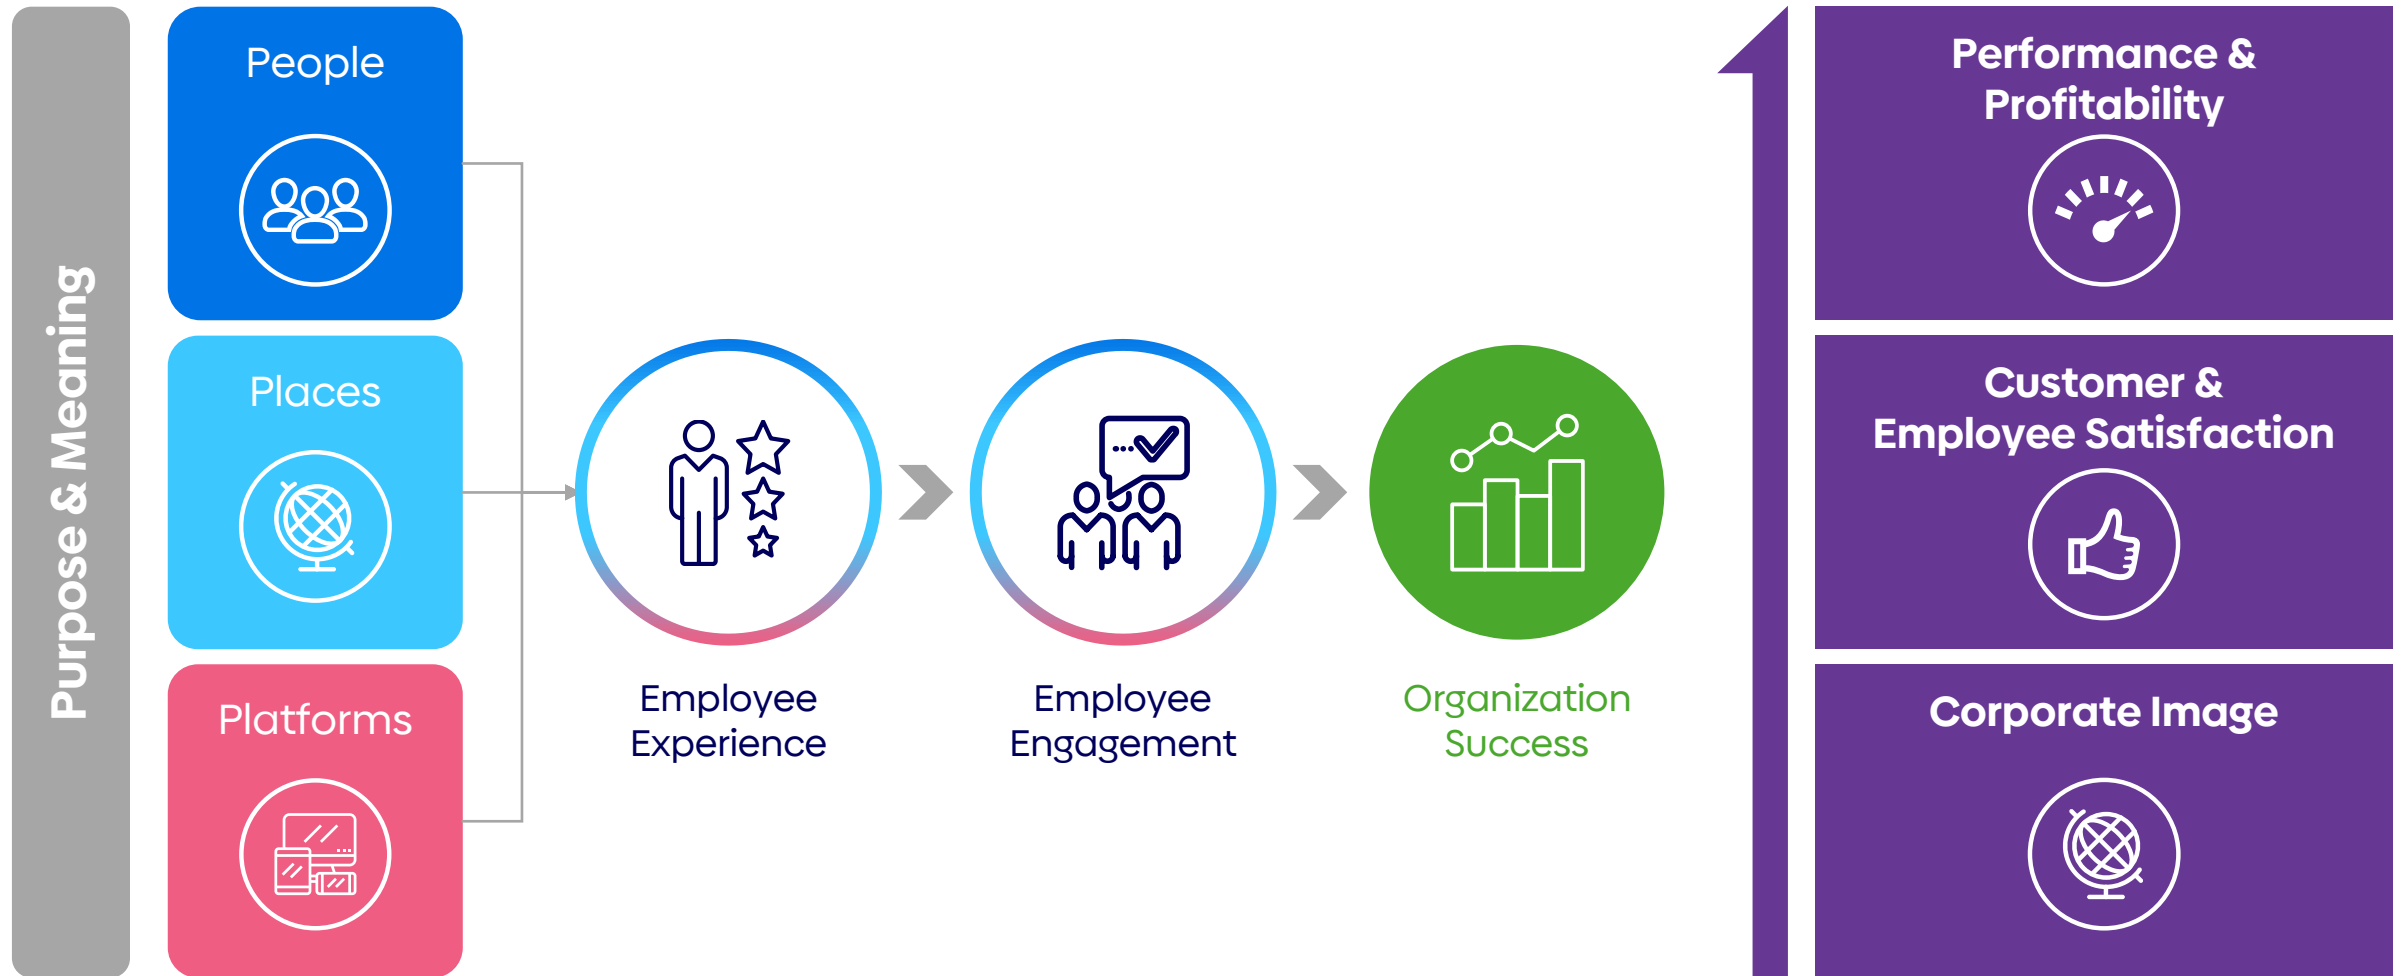 Purpose & Meaning
People
Places
Platforms
Employee
Experience
Employee
Engagement
Organization
Success
Performance &
Profitability
Customer &
Employee Satisfaction
Corporate Image